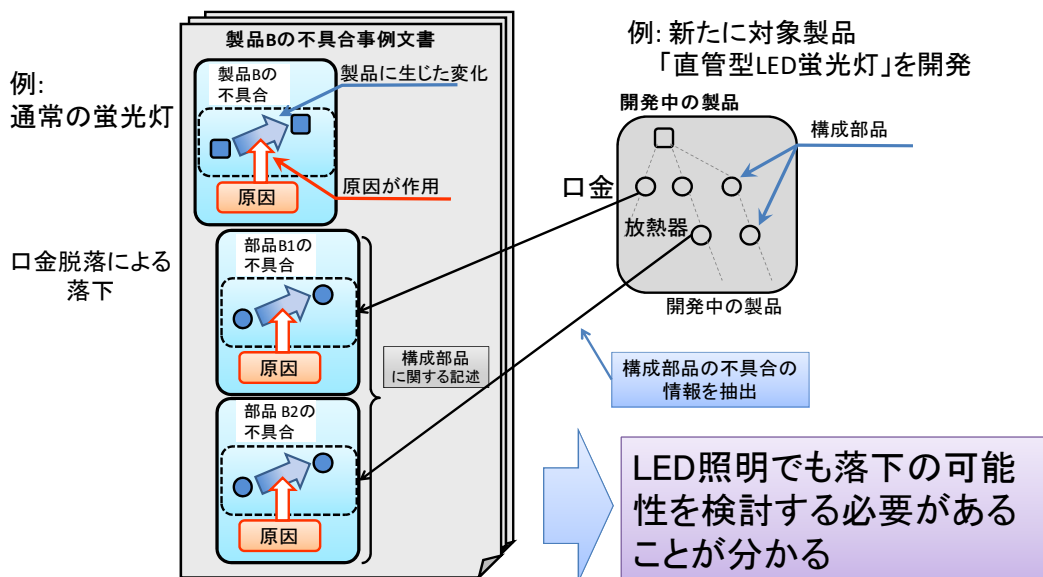 例:
通常の蛍光灯
口金脱落による
落下
製品Bの不具合事例文書
製品Bの
不具合
製品に生じた変化
原因が作用
原因
部品B1の
不具合
原因
構成部品
に関する記述
部品 B2の
不具合
原因
例: 新たに対象製品
「直管型LED蛍光灯」を開発
開発中の製品
構成部品
口金
放熱器
開発中の製品
構成部品の不具合の
情報を抽出
LED照明でも落下の可能
性を検討する必要がある
ことが分かる